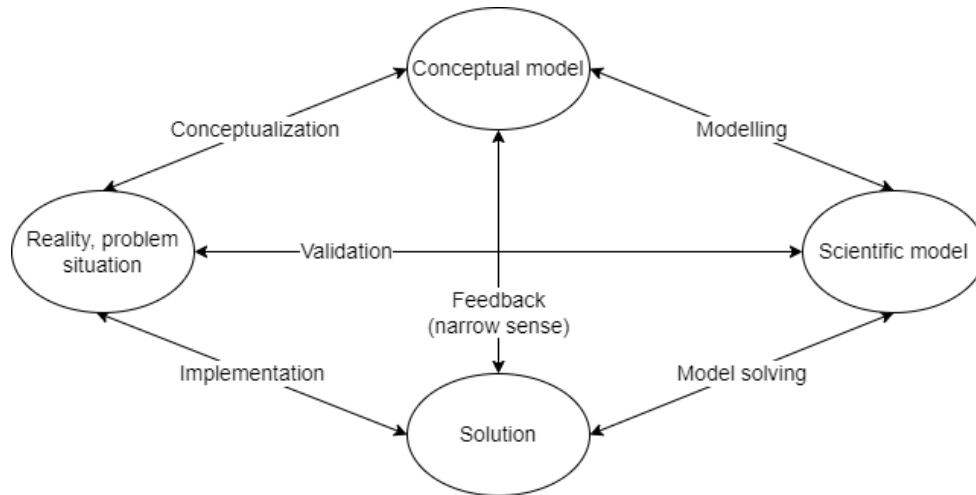 Conceptual model
Conceptualization
Modelling
Reality, problem
situation
Validation
Scientific model
Feedback
(narrow sense)
Implementation
Model solving
Solution